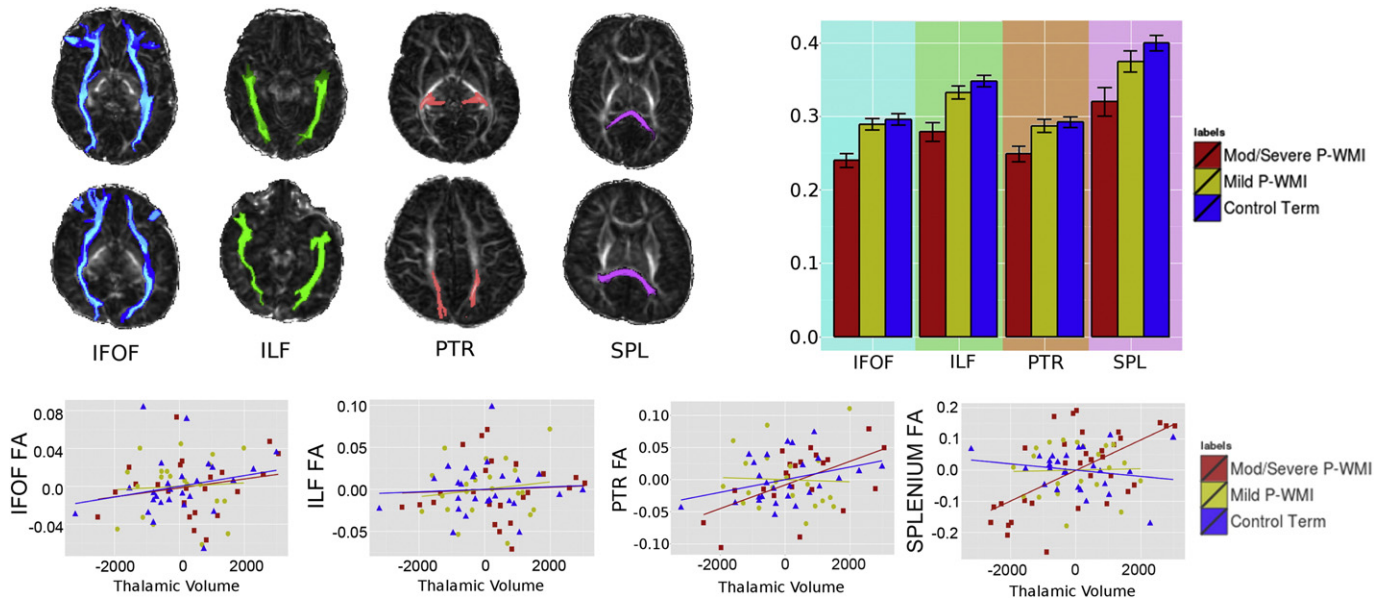 IFOF ILF PTR SPL
0.4
0.3
0.2
0.1
0.0
IFOF ILF PTR SPL
labels
Mod/Severe P-WMI
Mild P-WMI
Control Term
IFOF FA
0.08
0.04
0.0
-0.04
-2000 0 2000
Thalamic Volume
ILF FA
0.10
0.05
0.00
-0.05
-2000 0 2000
Thalamic Volume
PTR FA
0.10
0.05
0.00
-0.05
-0.10
-2000 0 2000
Thalamic Volume
SPLENIUM FA
0.2
0.1
0.0
-0.1
-0.2
-2000 0 2000
Thalamic Volume
labels
Mod/Severe P-WMI
Mild P-WMI
Control Term